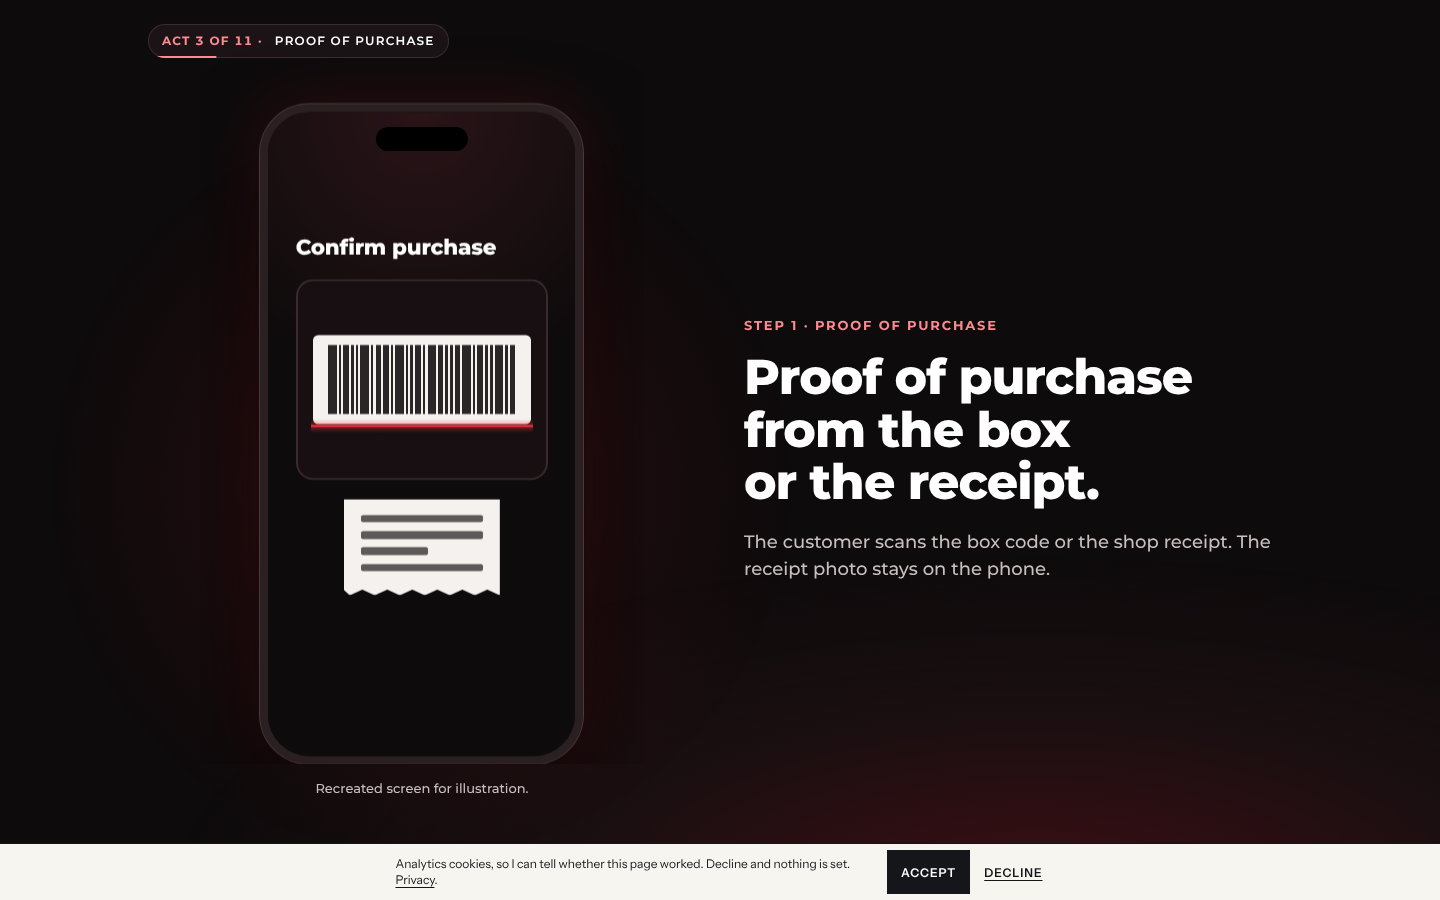 ACT 3 OF 11 · PROOF OF PURCHASE
Confirm purchase
Recreated screen for illustration.
STEP 1 · PROOF OF PURCHASE
Proof of purchase
from the box
or the receipt.
The customer scans the box code or the shop receipt. The
receipt photo stays on the phone.
Analytics cookies, so I can tell whether this page worked. Decline and nothing is set.
Privacy.
ACCEPT
DECLINE